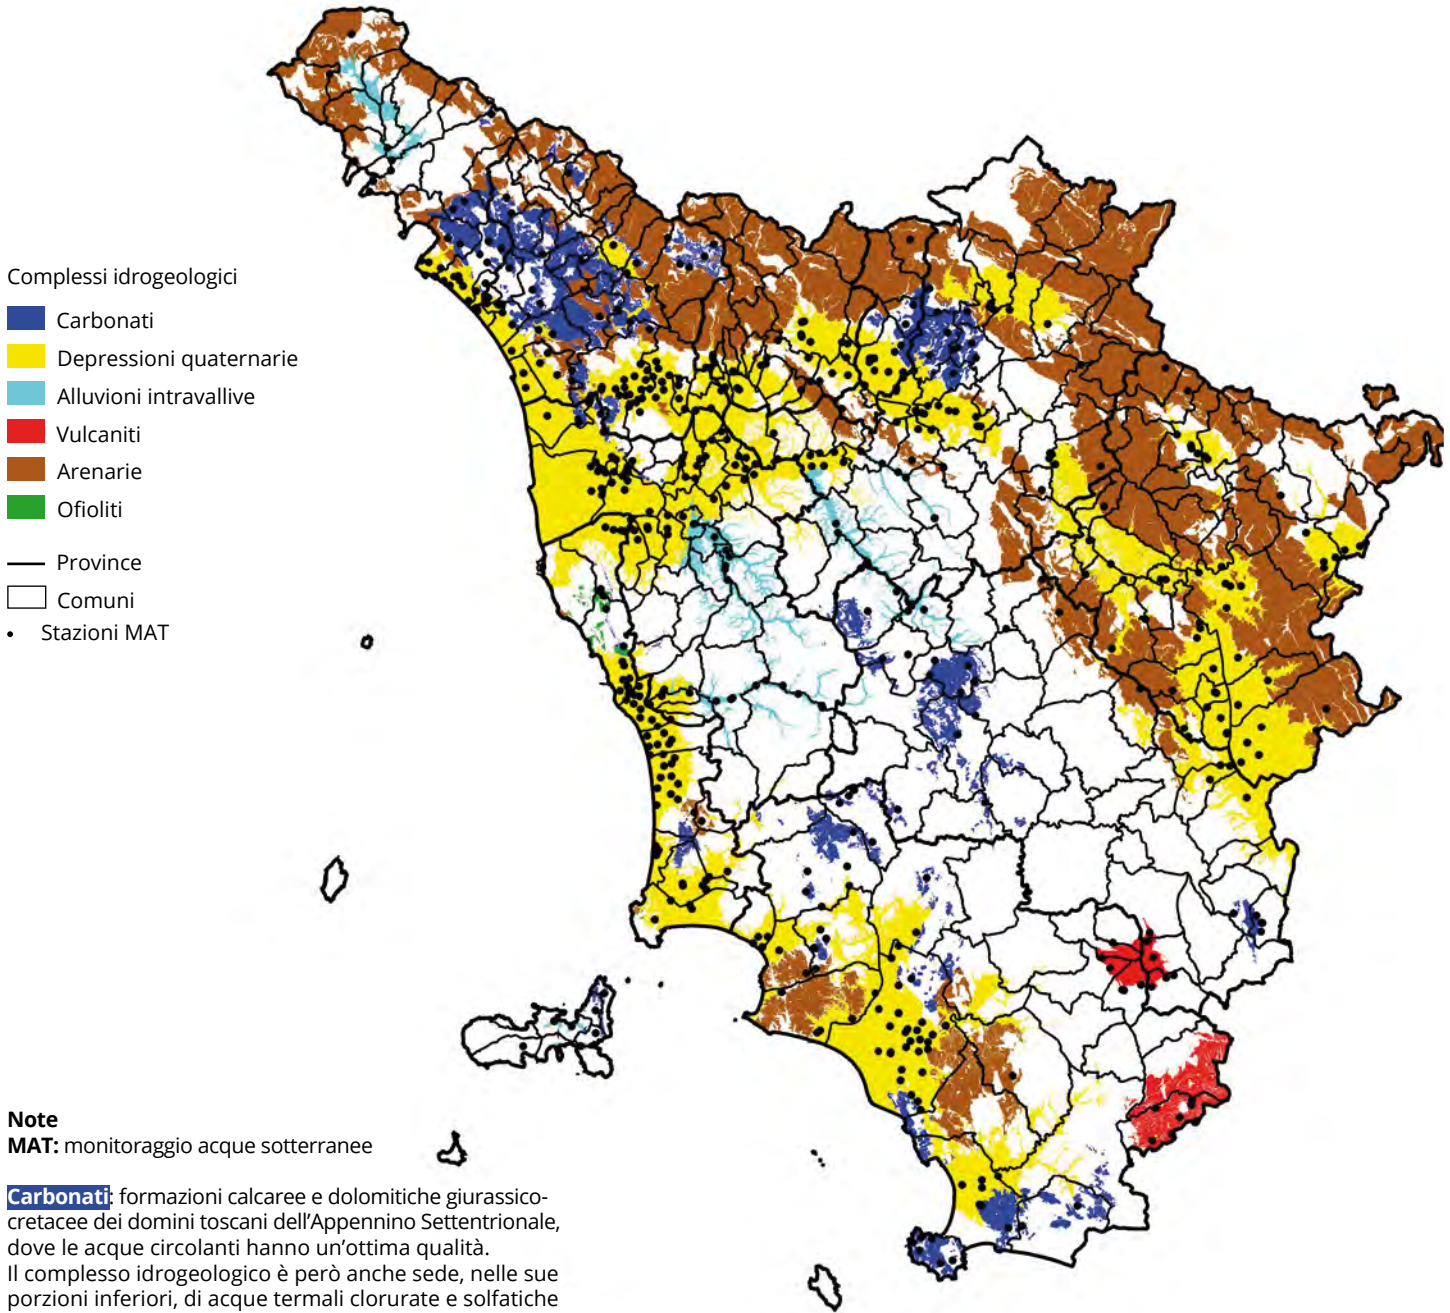 Complessi idrogeologici
Carbonati
Depressioni quaternarie
Alluvioni intravallive
Vulcaniti
Arenarie
Ofioliti
Province
Comuni
Stazioni MAT
Note
MAT: monitoraggio acque sotterranee
Carbonati: formazioni calcaree e dolomitiche giurassico-
cretacee dei domini toscani dell'Appennino Settentrionale,
dove le acque circolanti hanno un'ottima qualità.
Il complesso idrogeologico è però anche sede, nelle sue
porzioni inferiori, di acque termali clorurate e solfatiche